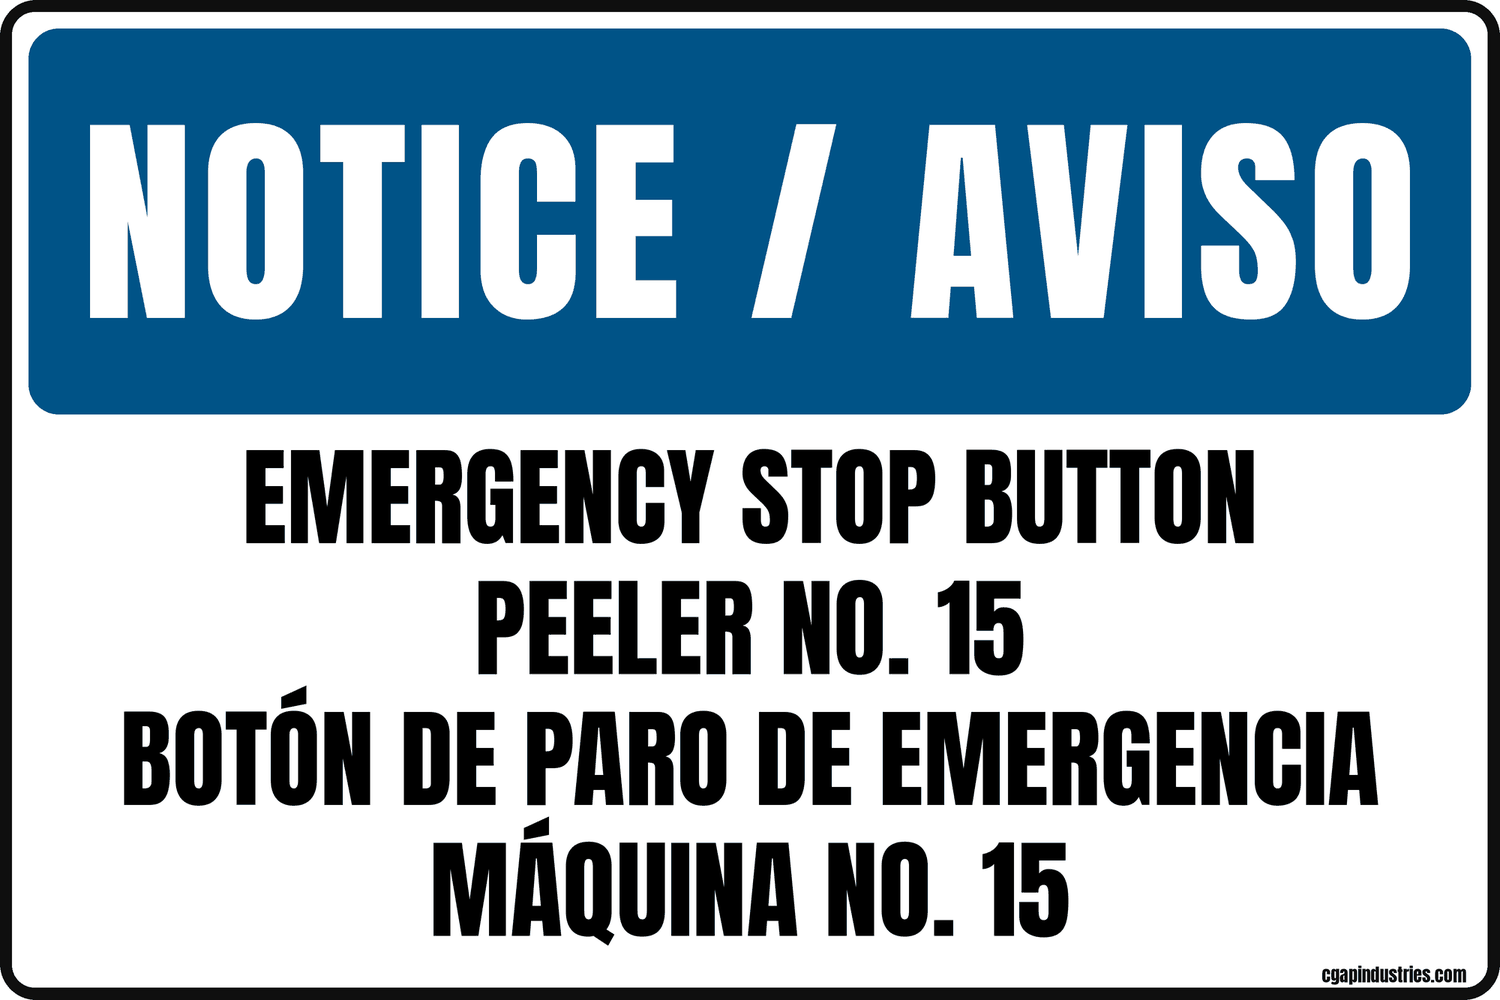 NOTICE / AVISO
EMERGENCY STOP BUTTON
PEELER NO. 15
BOTÓN DE PARO DE EMERGENCIA
MÁQUINA NO. 15
cgapindustries.com